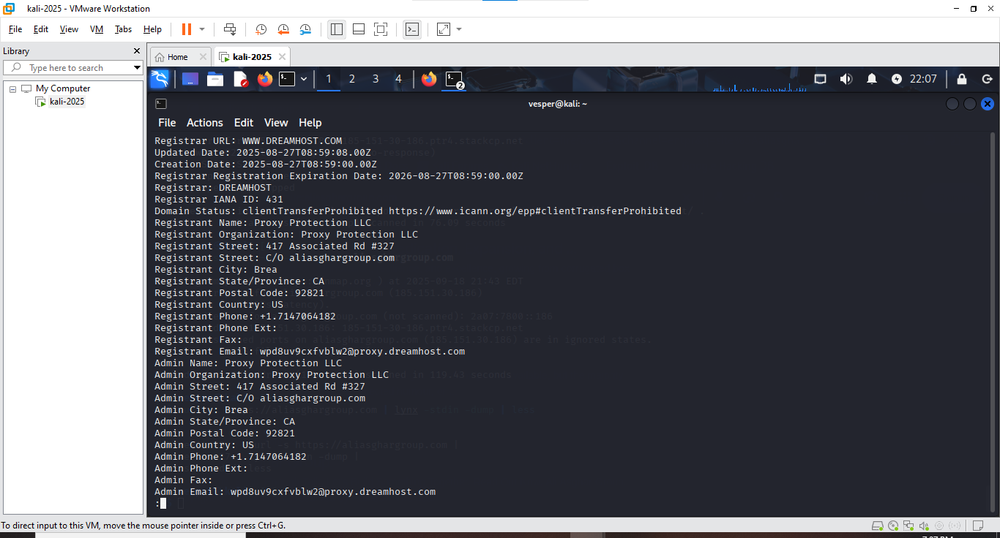 kali-2025 - VMware Workstation
File Edit View VM Tabs Help
Library
Home
kali-2025
Type here to search
My Computer
kali-2025
1 2 3 4
2
22:07
vesper@kali: ~
File Actions Edit View Help
Registrar URL: WWW.DREAMHOST.COM
Updated Date: 2025-08-27T08:59:08.00Z
Creation Date: 2025-08-27T08:59:00.00Z
Registrar Registration Expiration Date: 2026-08-27T08:59:00.00Z
Registrar: DREAMHOST
Registrar IANA ID: 431
Domain Status: clientTransferProhibited https://www.icann.org/epp#clientTransferProhibited
Registrant Name: Proxy Protection LLC
Registrant Organization: Proxy Protection LLC
Registrant Street: 417 Associated Rd #327
Registrant Street: C/O aliasghargroup.com
Registrant City: Brea
Registrant State/Province: CA
Registrant Postal Code: 92821
Registrant Country: US
Registrant Phone: +1.7147064182
Registrant Phone Ext:
Registrant Fax:
Registrant Email: wpd8uv9cxfvblw2@proxy.dreamhost.com
Admin Name: Proxy Protection LLC
Admin Organization: Proxy Protection LLC
Admin Street: 417 Associated Rd #327
Admin Street: C/O aliasghargroup.com
Admin City: Brea
Admin State/Province: CA
Admin Postal Code: 92821
Admin Country: US
Admin Phone: +1.7147064182
Admin Phone Ext:
Admin Fax:
Admin Email: wpd8uv9cxfvblw2@proxy.dreamhost.com
:
To direct input to this VM, move the mouse pointer inside or press Ctrl+G.